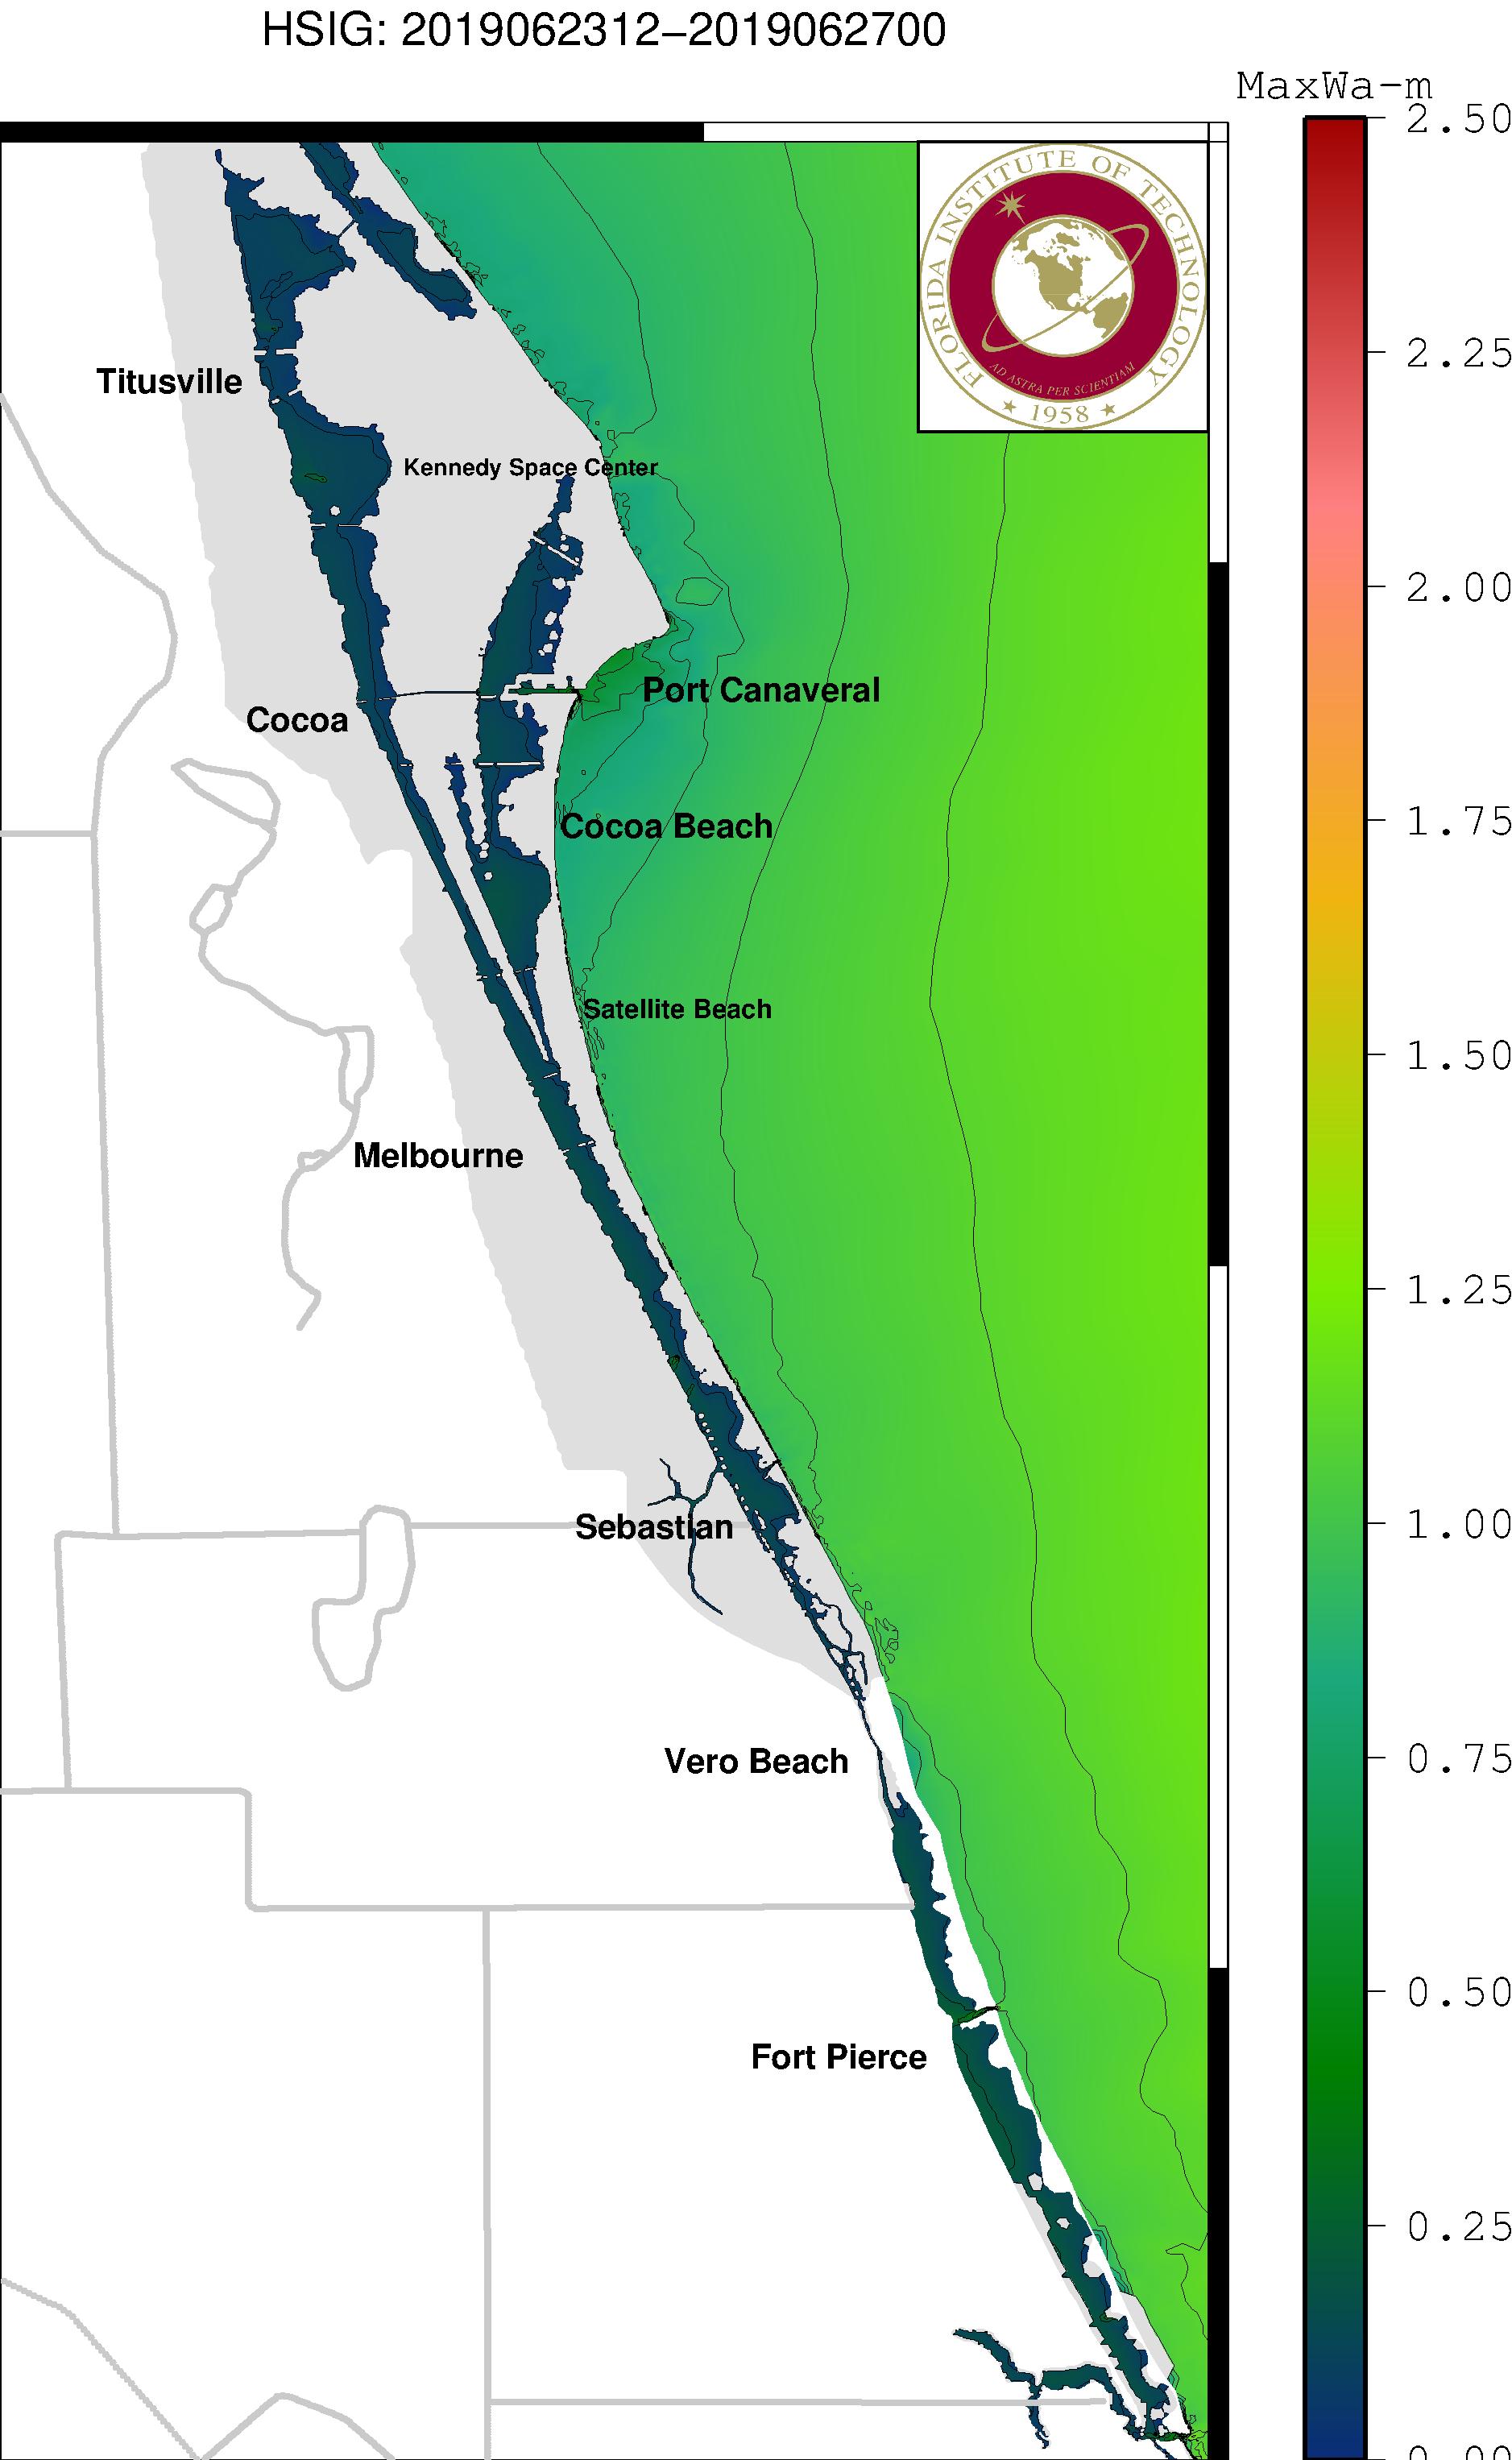 HSIG: 2019062312–2019062700
MaxWa-m
2.50
2.25
2.00
1.75
1.50
1.25
1.00
0.75
0.50
0.25
0.00
FLORIDA INSTITUTE OF TECHNOLOGY
AD ASTRA PER SCIENTIAM
★ 1958 ★
Titusville
Kennedy Space Center
Port Canaveral
Cocoa
Cocoa Beach
Satellite Beach
Melbourne
Sebastian
Vero Beach
Fort Pierce